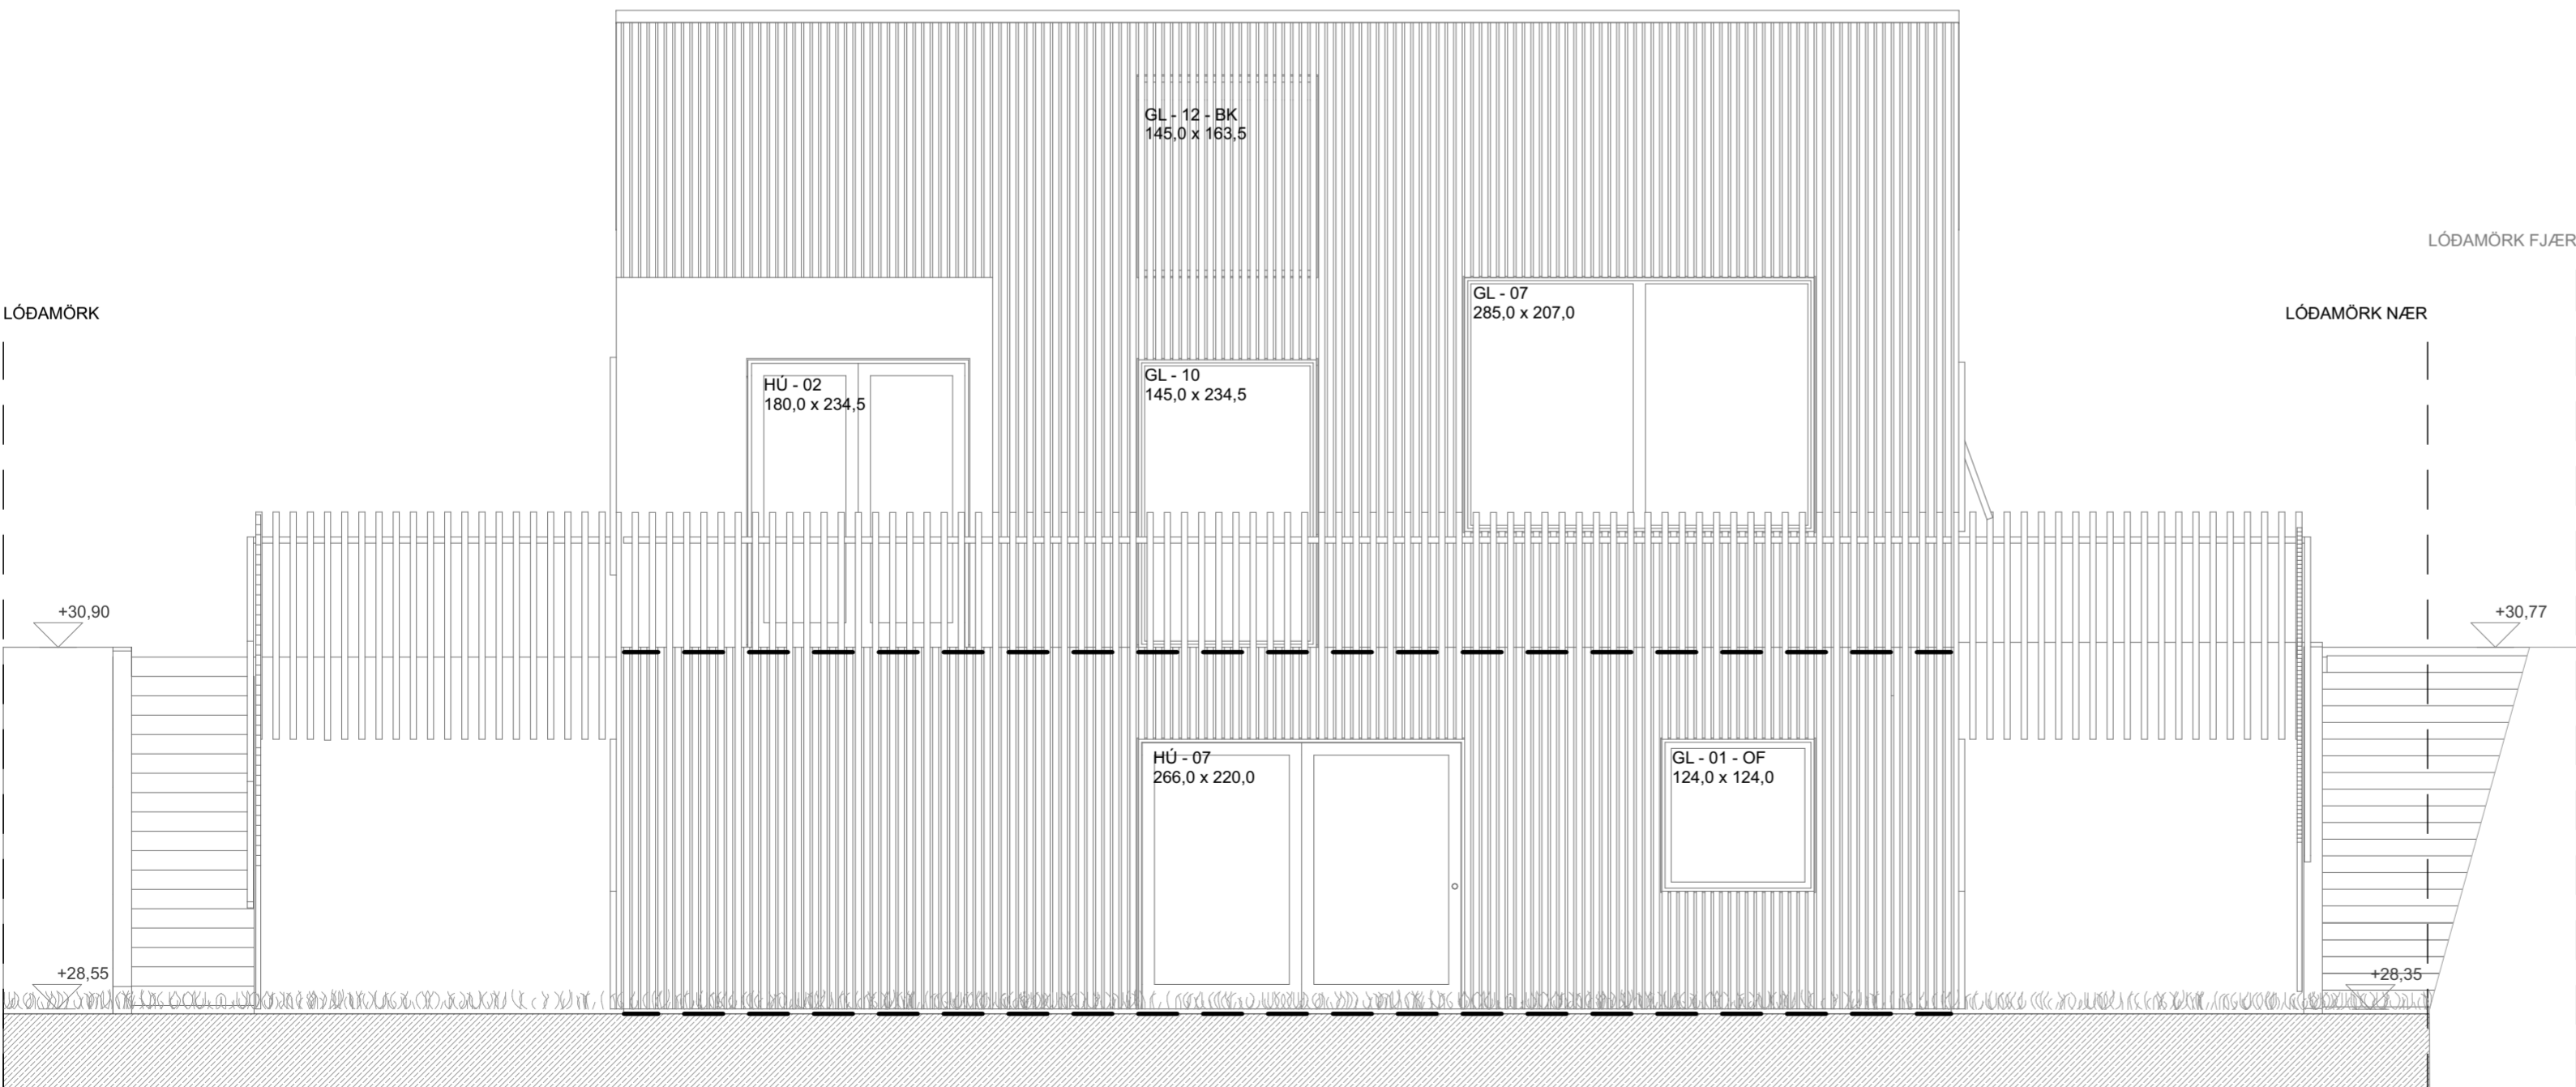 GL - 12 - BK
145,0 x 163,5
LÓÐAMÖRK FJÆR
LÓÐAMÖRK
GL - 07
285,0 x 207,0
LÓÐAMÖRK NÆR
HÚ - 02
180,0 x 234,5
GL - 10
145,0 x 234,5
+30,90
+30,77
HÚ - 07
266,0 x 220,0
GL - 01 - OF
124,0 x 124,0
+28,55
+28,35